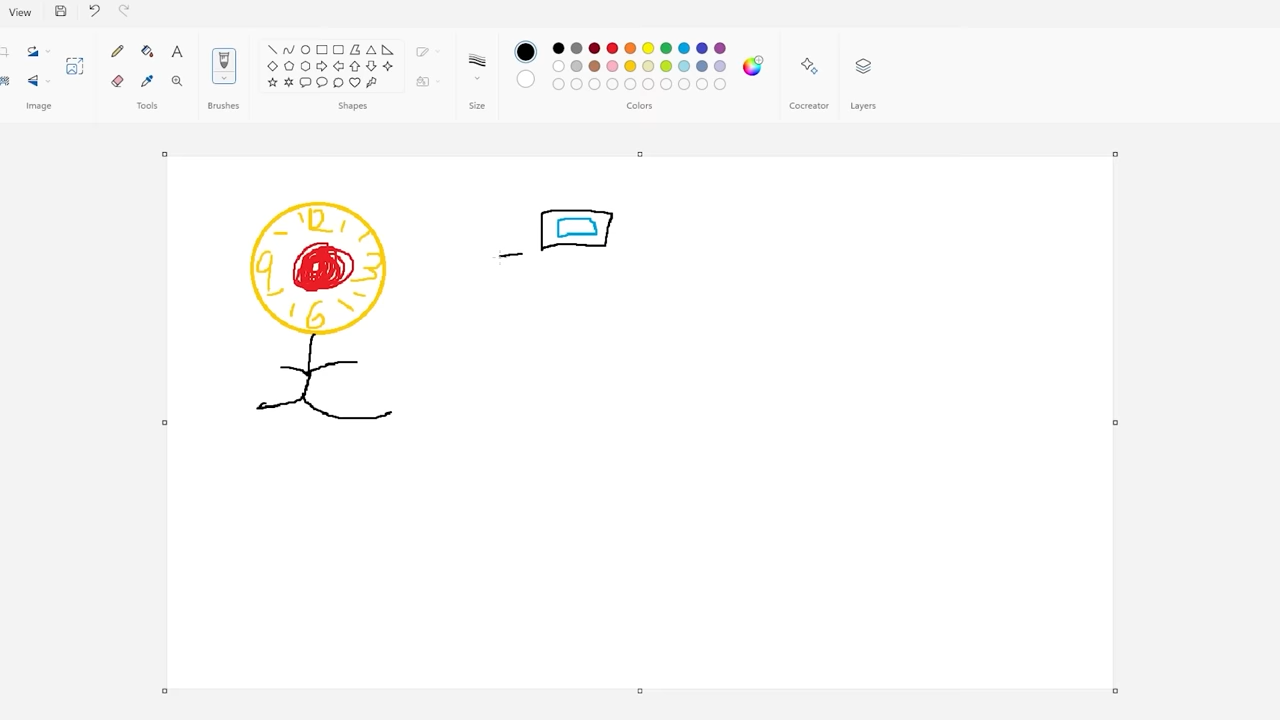 View
Image
Tools
Brushes
Shapes
Size
Colors
Cocreator
Layers
12
9
3
6